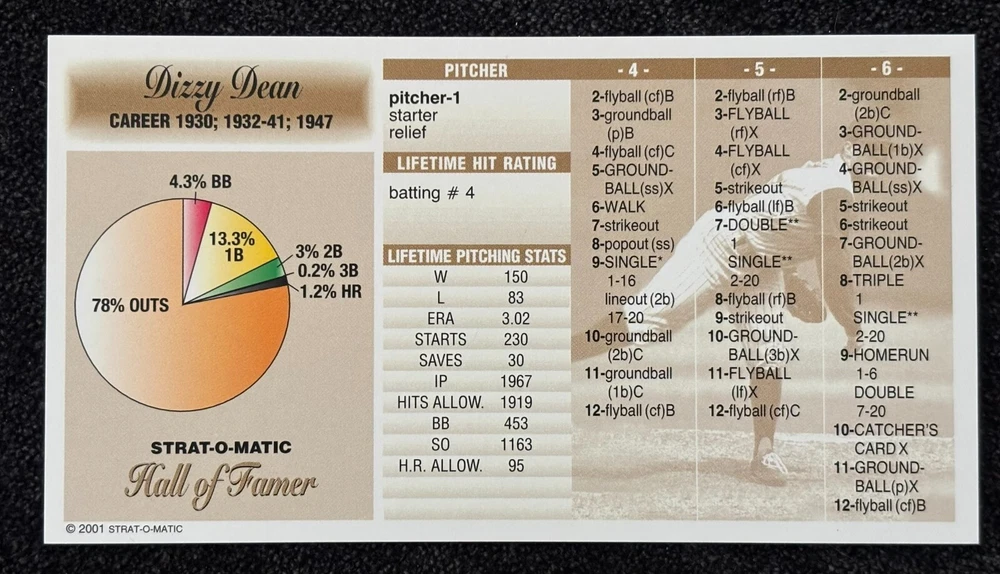 Dizzy Dean
CAREER 1930; 1932-41; 1947
4.3% BB
13.3%
1B
3% 2B
0.2% 3B
1.2% HR
78% OUTS
STRAT-O-MATIC
Hall of Famer
© 2001 STRAT-O-MATIC
PITCHER
pitcher-1
starter
relief
LIFETIME HIT RATING
batting # 4
LIFETIME PITCHING STATS
W 150
L 83
ERA 3.02
STARTS 230
SAVES 30
IP 1967
HITS ALLOW. 1919
BB 453
SO 1163
H.R. ALLOW. 95
- 4 -
2-flyball (cf)B
3-groundball
(p)B
4-flyball (cf)C
5-GROUND-
BALL(ss)X
6-WALK
7-strikeout
8-popout (ss)
9-SINGLE*
1-16
lineout (2b)
17-20
10-groundball
(2b)C
11-groundball
(1b)C
12-flyball (cf)B
- 5 -
2-flyball (rf)B
3-FLYBALL
(rf)X
4-FLYBALL
(cf)X
5-strikeout
6-flyball (lf)B
7-DOUBLE**
1
SINGLE**
2-20
8-flyball (rf)B
9-strikeout
10-GROUND-
BALL(3b)X
11-FLYBALL
(lf)X
12-flyball (cf)C
- 6 -
2-groundball
(2b)C
3-GROUND-
BALL(1b)X
4-GROUND-
BALL(ss)X
5-strikeout
6-strikeout
7-GROUND-
BALL(2b)X
8-TRIPLE
1
SINGLE**
2-20
9-HOMERUN
1-6
DOUBLE
7-20
10-CATCHER'S
CARD X
11-GROUND-
BALL(p)X
12-flyball (cf)B